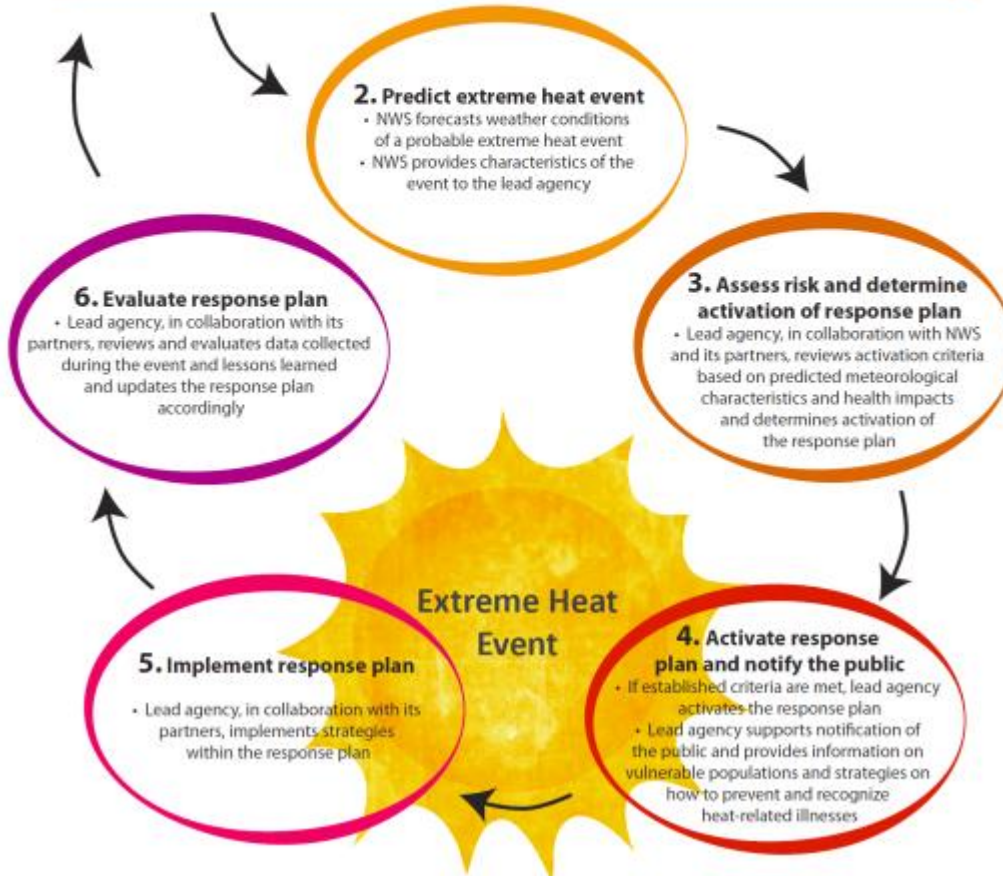 2. Predict extreme heat event
• NWS forecasts weather conditions
of a probable extreme heat event
• NWS provides characteristics of the
event to the lead agency
3. Assess risk and determine
activation of response plan
• Lead agency, in collaboration with NWS
and its partners, reviews activation criteria
based on predicted meteorological
characteristics and health impacts
and determines activation of
the response plan
4. Activate response
plan and notify the public
• If established criteria are met, lead agency
activates the response plan
• Lead agency supports notification of
the public and provides information on
vulnerable populations and strategies on
how to prevent and recognize
heat-related illnesses
5. Implement response plan
• Lead agency, in collaboration with its
partners, implements strategies
within the response plan
6. Evaluate response plan
• Lead agency, in collaboration with its
partners, reviews and evaluates data collected
during the event and lessons learned
and updates the response plan
accordingly
Extreme Heat
Event